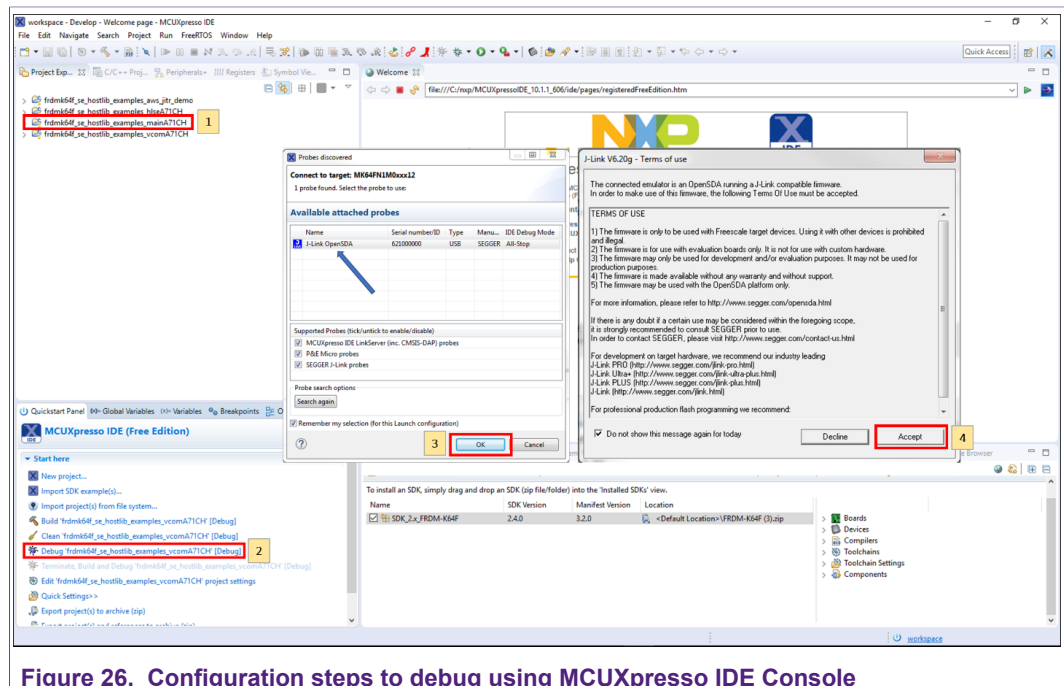 workspace - Develop - Welcome page - MCUXpresso IDE
File Edit Navigate Search Project Run FreeRTOS Window Help
Quick Access
Project Exp... C/C++ Proj... Peripherals+ Registers Symbol Vie...
Welcome
file:///C:/nxp/MCUXpressoIDE_10.1.1_606/ide/pages/registeredFreeEdition.htm
frdmk64f_se_hostlib_examples_aws_jitr_demo
frdmk64f_se_hostlib_examples_hlseA71CH
frdmk64f_se_hostlib_examples_mainA71CH
1
frdmk64f_se_hostlib_examples_vcomA71CH
NXP
X
IDE
Probes discovered
Connect to target: MK64FN1M0xxx12
1 probe found. Select the probe to use:
Available attached probes
Name Serial number/ID Type Manu... IDE Debug Mode
J-Link OpenSDA 621000000 USB SEGGER All-Stop
Supported Probes (tick/untick to enable/disable)
MCUXpresso IDE LinkServer (inc. CMSIS-DAP) probes
P&E Micro probes
SEGGER J-Link probes
Probe search options
Search again
Remember my selection (for this Launch configuration)
3
OK
Cancel
J-Link V6.20g - Terms of use
The connected emulator is an OpenSDA running a J-Link compatible firmware.
In order to make use of this firmware, the following Terms Of Use must be accepted.
TERMS OF USE
1) The firmware is only to be used with Freescale target devices. Using it with other devices is prohibited
and illegal.
2) The firmware is for use with evaluation boards only. It is not for use with custom hardware.
3) The firmware may only be used for development and/or evaluation purposes. It may not be used for
production purposes.
4) The firmware is made available without any warranty and without support.
5) The firmware may be used with the OpenSDA platform only.
For more information, please refer to http://www.segger.com/opensda.html
If there is any doubt if a certain use may be considered within the foregoing scope,
it is strongly recommended to consult SEGGER prior to use.
In order to contact SEGGER, please visit http://www.segger.com/contact-us.html
For development on target hardware, we recommend our industry leading
J-Link PRO (http://www.segger.com/jlink-pro.html)
J-Link Ultra+ (http://www.segger.com/jlink-ultra-plus.html)
J-Link PLUS (http://www.segger.com/jlink-plus.html)
J-Link (http://www.segger.com/jlink.html)
For professional production flash programming we recommend:
Do not show this message again for today
Decline
Accept
4
Quickstart Panel Global Variables Variables Breakpoints
MCUXpresso IDE (Free Edition)
IDE
Start here
New project...
Import SDK example(s)...
Import project(s) from file system...
Build 'frdmk64f_se_hostlib_examples_vcomA71CH' [Debug]
Clean 'frdmk64f_se_hostlib_examples_vcomA71CH' [Debug]
Debug 'frdmk64f_se_hostlib_examples_vcomA71CH' [Debug]
2
Terminate, Build and Debug 'frdmk64f_se_hostlib_examples_vcomA71CH' [Debug]
Edit 'frdmk64f_se_hostlib_examples_vcomA71CH' project settings
Quick Settings>>
Export project(s) to archive (zip)
Export project(s) and references to archive (zip)
Browser
To install an SDK, simply drag and drop an SDK (zip file/folder) into the 'Installed SDKs' view.
Name SDK Version Manifest Version Location
SDK_2.x_FRDM-K64F 2.4.0 3.2.0 <Default Location>\FRDM-K64F (3).zip
Boards
Devices
Compilers
Toolchains
Toolchain Settings
Components
workspace
Figure 26. Configuration steps to debug using MCUXpresso IDE Console